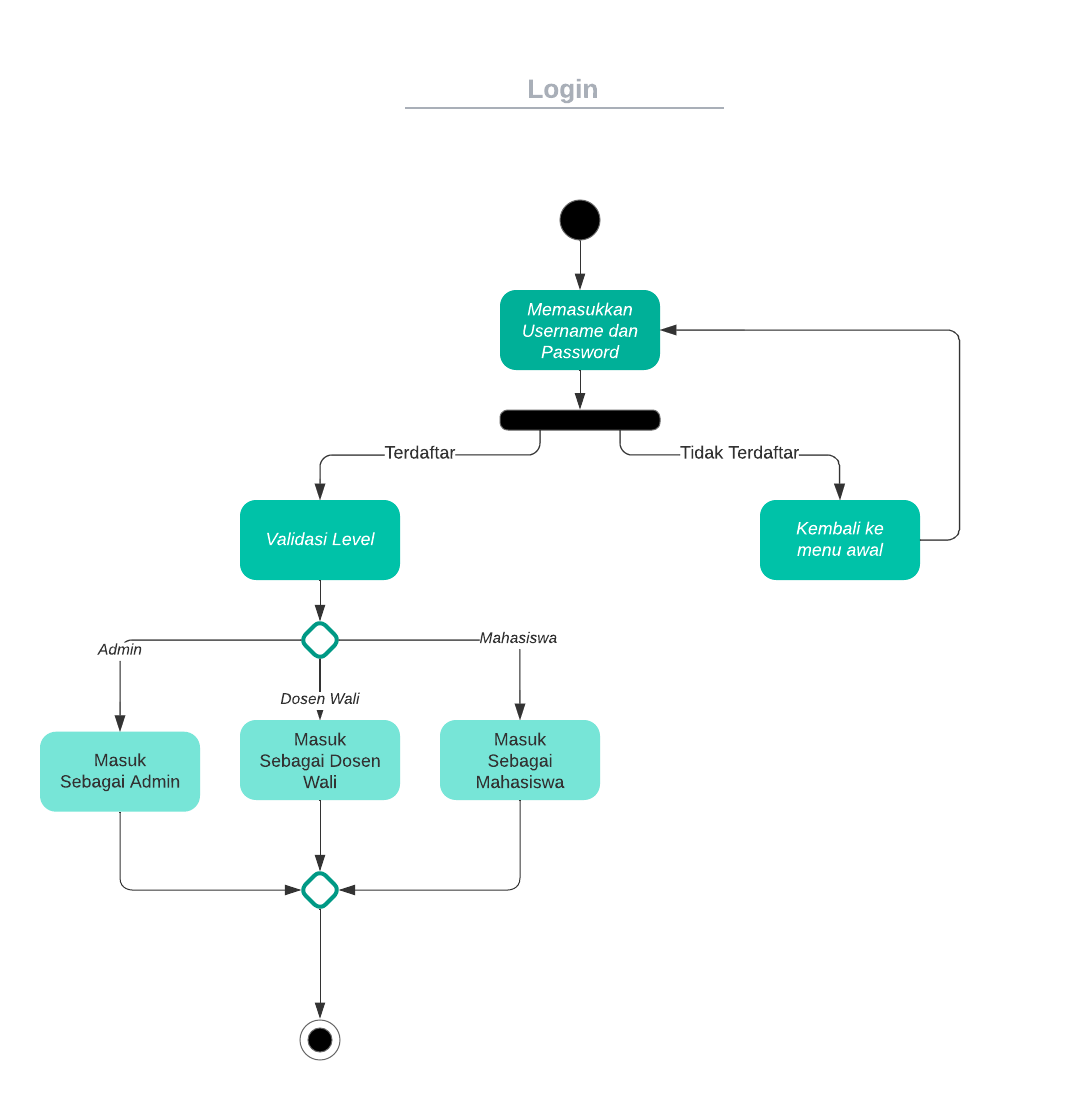 Login
Memasukkan
Username dan
Password
Terdaftar
Tidak Terdaftar
Validasi Level
Kembali ke
menu awal
Admin
Mahasiswa
Dosen Wali
Masuk
Sebagai Admin
Masuk
Sebagai Dosen
Wali
Masuk
Sebagai
Mahasiswa